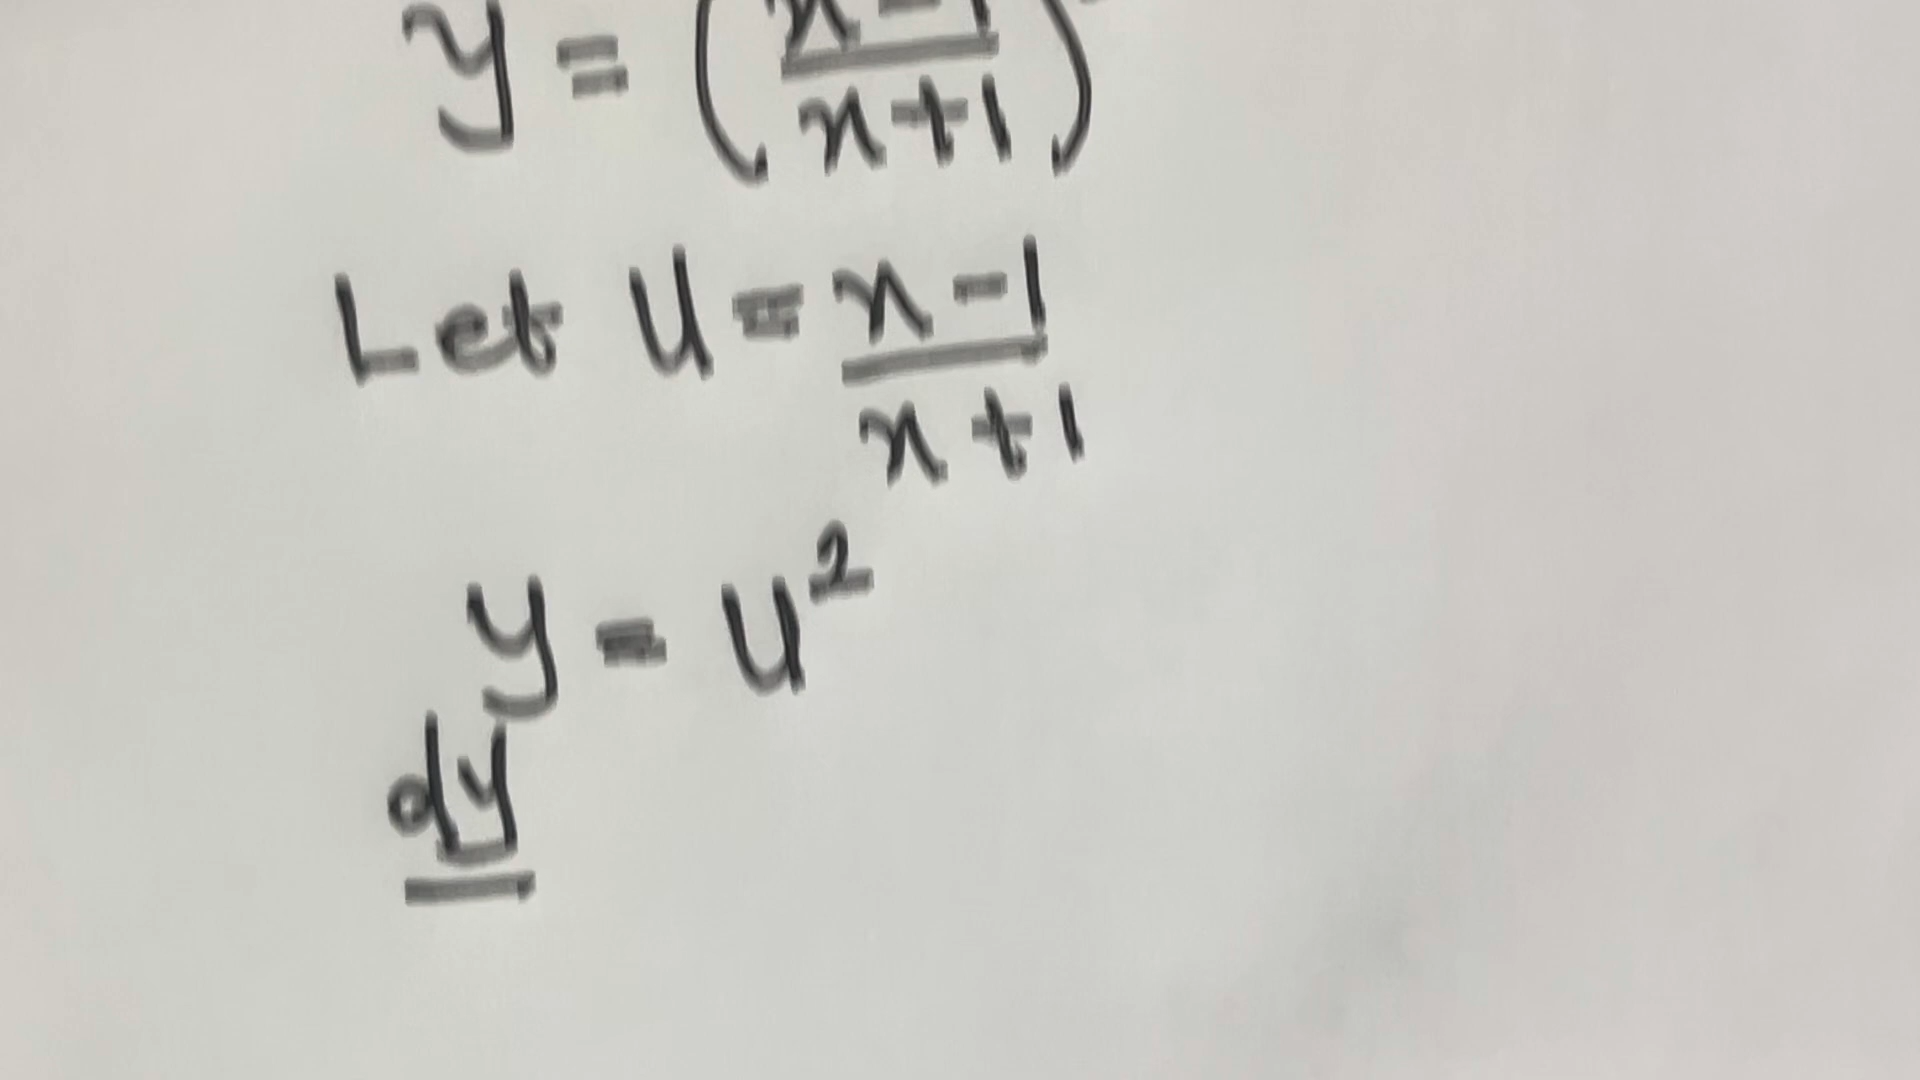 y = (x-1/x+1)
Let u = x-1/x+1
y = u²
dy